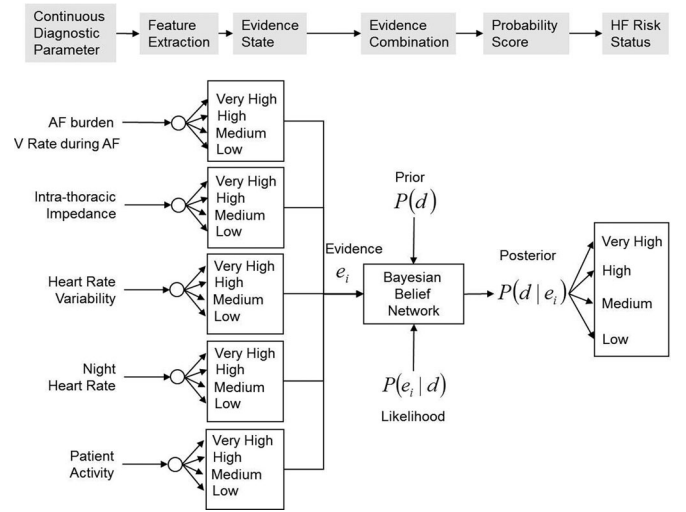 Continuous
Diagnostic
Parameter
Feature
Extraction
Evidence
State
Evidence
Combination
Probability
Score
HF Risk
Status
AF burden
V Rate during AF
Very High
High
Medium
Low
Intra-thoracic
Impedance
Very High
High
Medium
Low
Heart Rate
Variability
Very High
High
Medium
Low
Night
Heart Rate
Very High
High
Medium
Low
Patient
Activity
Very High
High
Medium
Low
Evidence
e_i
Prior
P(d)
Bayesian
Belief
Network
P(e_i | d)
Likelihood
Posterior
P(d | e_i)
Very High
High
Medium
Low